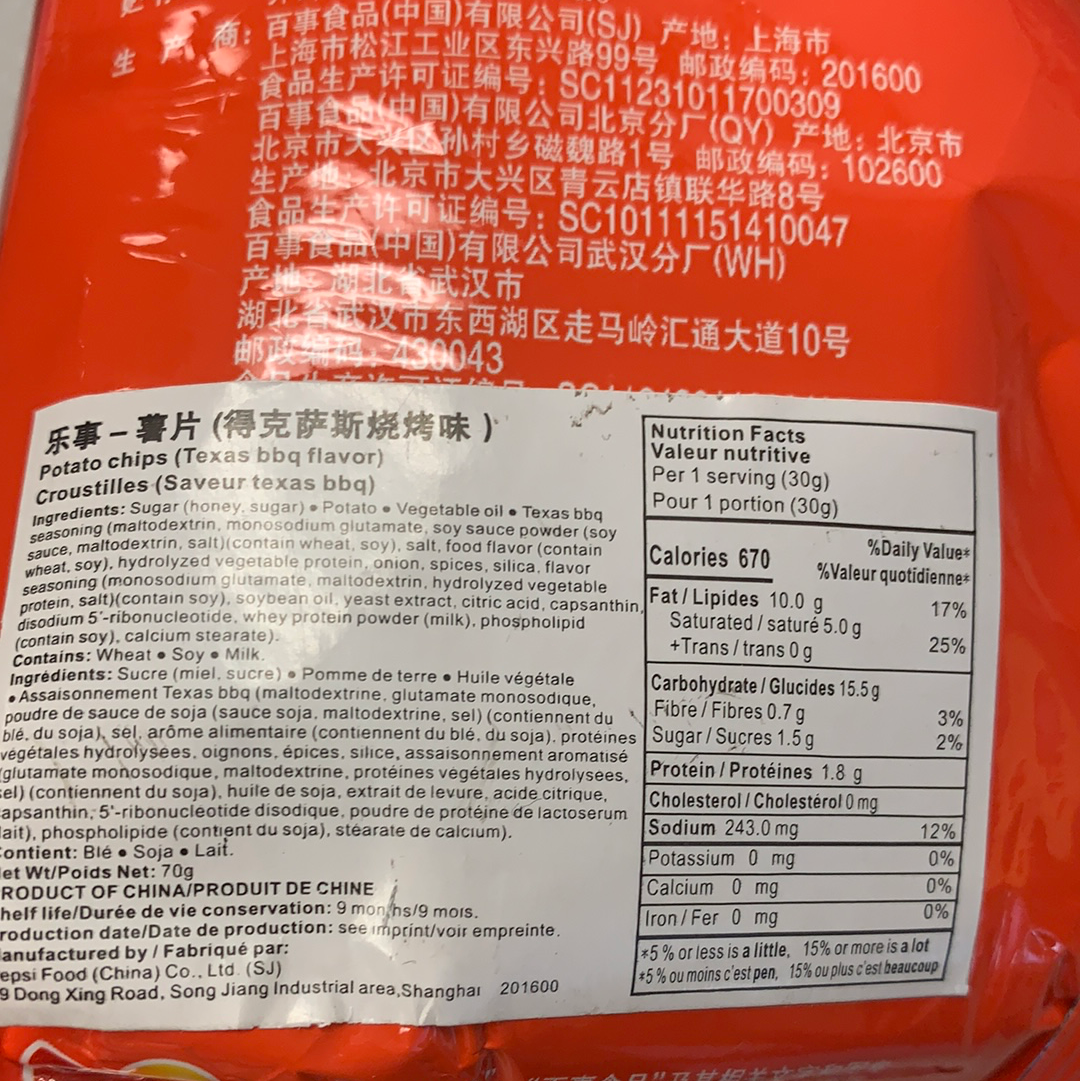 生产商: 百事食品(中国)有限公司(SJ) 产地: 上海市
上海市松江工业区东兴路99号 邮政编码: 201600
食品生产许可证编号: SC11231011700309
百事食品(中国)有限公司北京分厂(QY) 产地: 北京市
北京市大兴区孙村乡磁魏路1号 邮政编码: 102600
生产地: 北京市大兴区青云店镇联华路8号
食品生产许可证编号: SC10111151410047
百事食品(中国)有限公司武汉分厂(WH)
产地: 湖北省武汉市
湖北省武汉市东西湖区走马岭汇通大道10号
邮政编码: 430043
乐事 – 薯片 (得克萨斯烧烤味)
Potato chips (Texas bbq flavor)
Croustilles (Saveur texas bbq)
Ingredients: Sugar (honey, sugar) • Potato • Vegetable oil • Texas bbq
seasoning (maltodextrin, monosodium glutamate, soy sauce powder (soy
sauce, maltodextrin, salt)(contain wheat, soy), salt, food flavor (contain
wheat, soy), hydrolyzed vegetable protein, onion, spices, silica, flavor
seasoning (monosodium glutamate, maltodextrin, hydrolyzed vegetable
protein, salt)(contain soy), soybean oil, yeast extract, citric acid, capsanthin,
disodium 5'-ribonucleotide, whey protein powder (milk), phospholipid
(contain soy), calcium stearate).
Contains: Wheat • Soy • Milk.
Ingrédients: Sucre (miel, sucre) • Pomme de terre • Huile végétale
• Assaisonnement Texas bbq (maltodextrine, glutamate monosodique,
poudre de sauce de soja (sauce soja, maltodextrine, sel) (contiennent du
blé, du soja), sel, arôme alimentaire (contiennent du blé, du soja), protéines
végétales hydrolysées, oignons, épices, silice, assaisonnement aromatisé
(glutamate monosodique, maltodextrine, protéines végétales hydrolysées,
sel) (contiennent du soja), huile de soja, extrait de levure, acide citrique,
apsanthin, 5'-ribonucléotide disodique, poudre de protéine de lactoserum
lait), phospholipide (contient du soja), stéarate de calcium).
Contient: Blé • Soja • Lait.
et Wt/Poids Net: 70g
RODUCT OF CHINA/PRODUIT DE CHINE
helf life/Durée de vie conservation: 9 months/9 mois.
roduction date/Date de production: see imprint/voir empreinte.
anufactured by / Fabriqué par:
epsi Food (China) Co., Ltd. (SJ)
9 Dong Xing Road, Song Jiang Industrial area,Shanghai 201600
Nutrition Facts
Valeur nutritive
Per 1 serving (30g)
Pour 1 portion (30g)
Calories 670 %Daily Value*
%Valeur quotidienne*
Fat / Lipides 10.0 g 17%
Saturated / saturé 5.0 g
+Trans / trans 0 g 25%
Carbohydrate / Glucides 15.5 g
Fibre / Fibres 0.7 g 3%
Sugar / Sucres 1.5 g 2%
Protein / Protéines 1.8 g
Cholesterol / Cholestérol 0 mg
Sodium 243.0 mg 12%
Potassium 0 mg 0%
Calcium 0 mg 0%
Iron / Fer 0 mg 0%
*5 % or less is a little, 15% or more is a lot
*5 % ou moins c'est pen, 15% ou plus c'est beaucoup